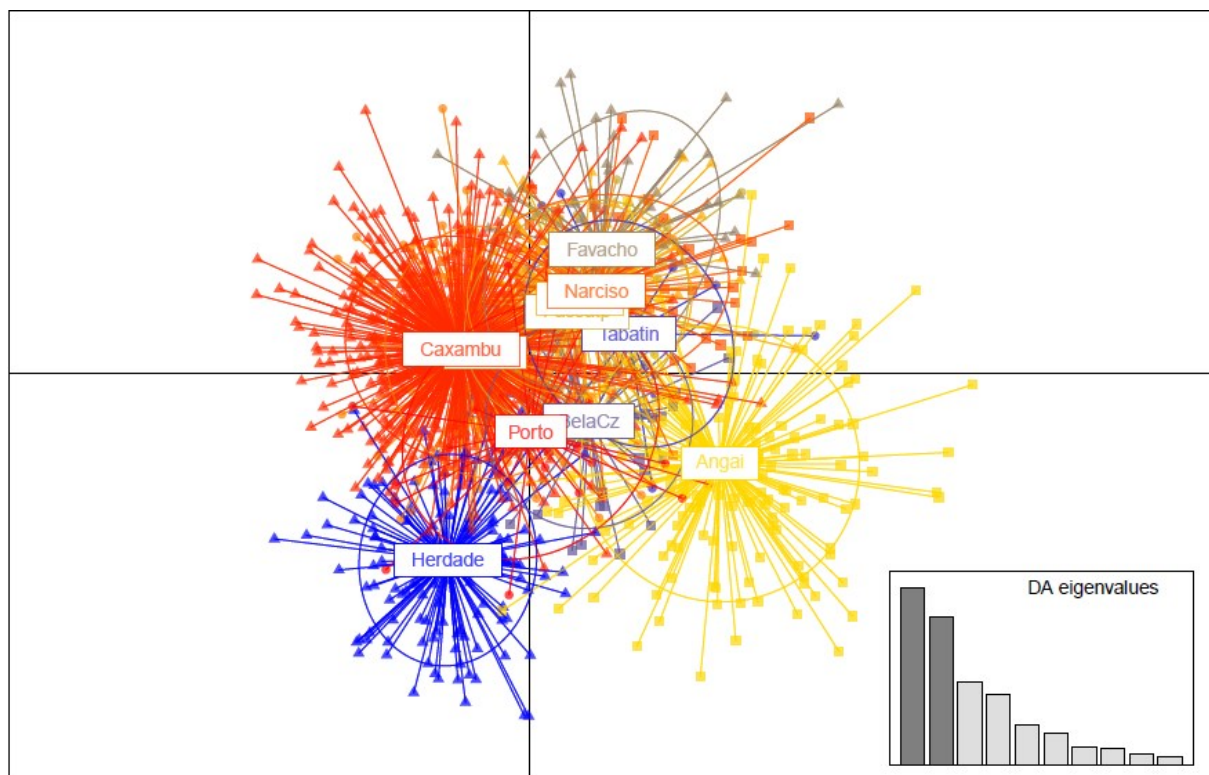 Favacho
Narciso
Tabatin
Caxambu
BelaCz
Porto
Angai
Herdade
DA eigenvalues